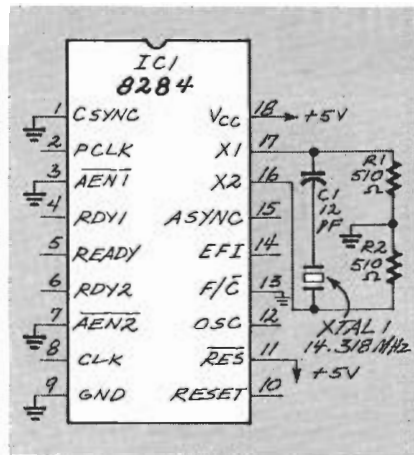 IC1
8284
1 CSYNC
2 PCLK
3 AEN1
4 RDY1
5 READY
6 RDY2
7 AEN2
8 CLK
9 GND
VCC 18 +5V
X1 17
X2 16
ASYNC 15
EFI 14
F/C 13
OSC 12
RES 11
+5V
RESET 10
C1
12
pF
R1
510
Ω
R2
510
Ω
XTAL 1
14.318 MHz